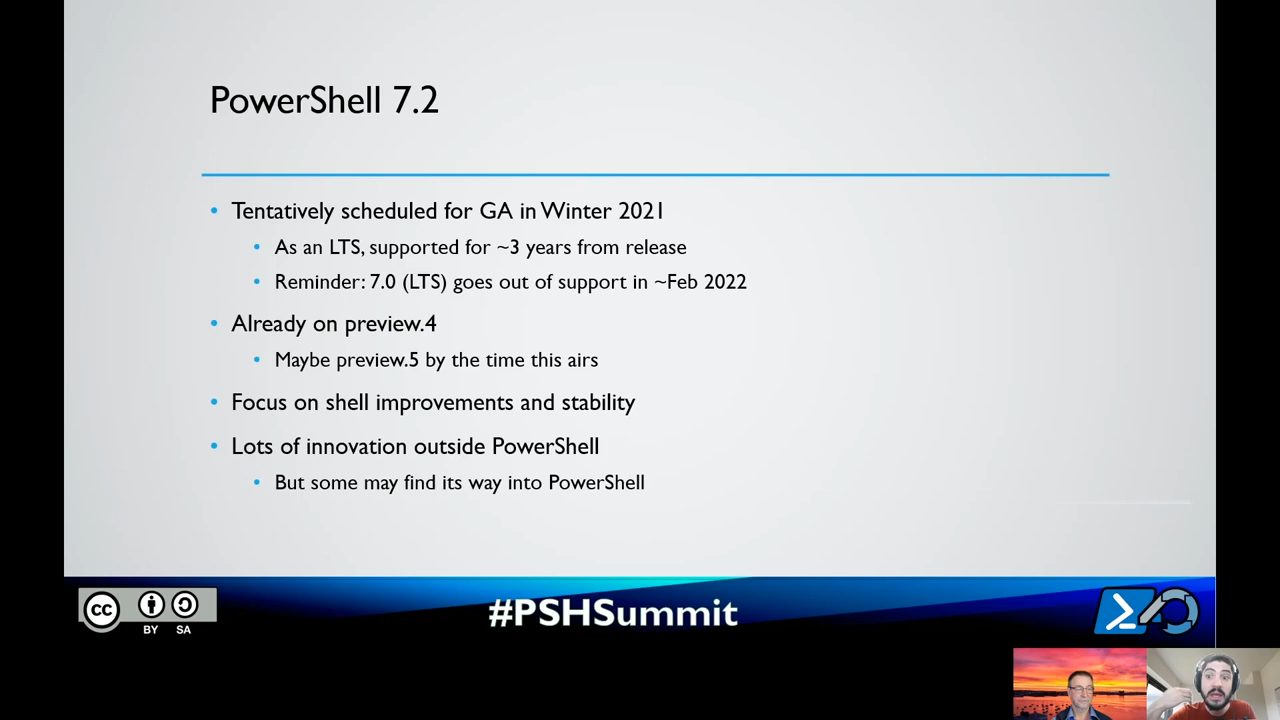 PowerShell 7.2
Tentatively scheduled for GA in Winter 2021
As an LTS, supported for ~3 years from release
Reminder: 7.0 (LTS) goes out of support in ~Feb 2022
Already on preview.4
Maybe preview.5 by the time this airs
Focus on shell improvements and stability
Lots of innovation outside PowerShell
But some may find its way into PowerShell
cc
BY SA
#PSHSummit